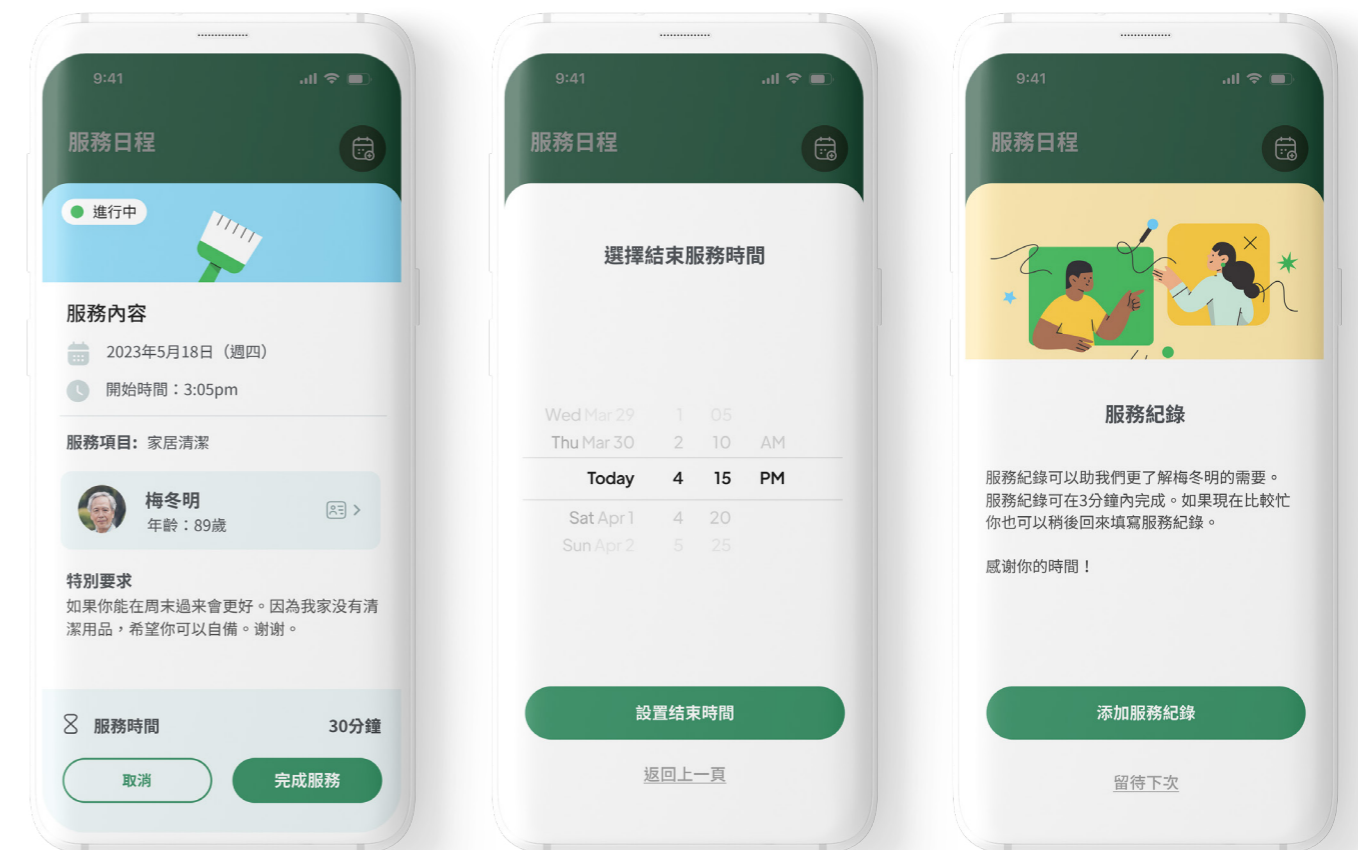 9:41
服務日程
進行中
服務內容
2023年5月18日（週四）
開始時間：3:05pm
服務項目: 家居清潔
梅冬明
年齡：89歲
特別要求
如果你能在周末過来會更好。因為我家没有清
潔用品，希望你可以自備。谢谢。
服務時間 30分鐘
取消 完成服務
9:41
服務日程
選擇結束服務時間
Wed Mar 29 1 05
Thu Mar 30 2 10 AM
Today 4 15 PM
Sat Apr 1 4 20
Sun Apr 2 5 25
設置结束時間
返回上一頁
9:41
服務日程
服務紀錄
服務紀錄可以助我們更了解梅冬明的需要。
服務紀錄可在3分鐘內完成。如果現在比較忙
你也可以稍後回來填寫服務紀錄。
感谢你的時間！
添加服務紀錄
留待下次